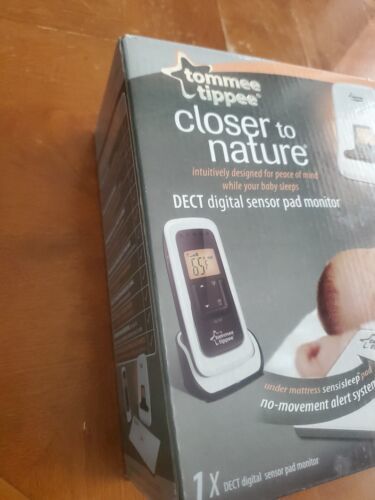 tommee
tippee
closer to
nature
intuitively designed for peace of mind
while your baby sleeps
DECT digital sensor pad monitor
65
tommee
tippee
under mattress sensisleep pad
no-movement alert system
1X DECT digital sensor pad monitor